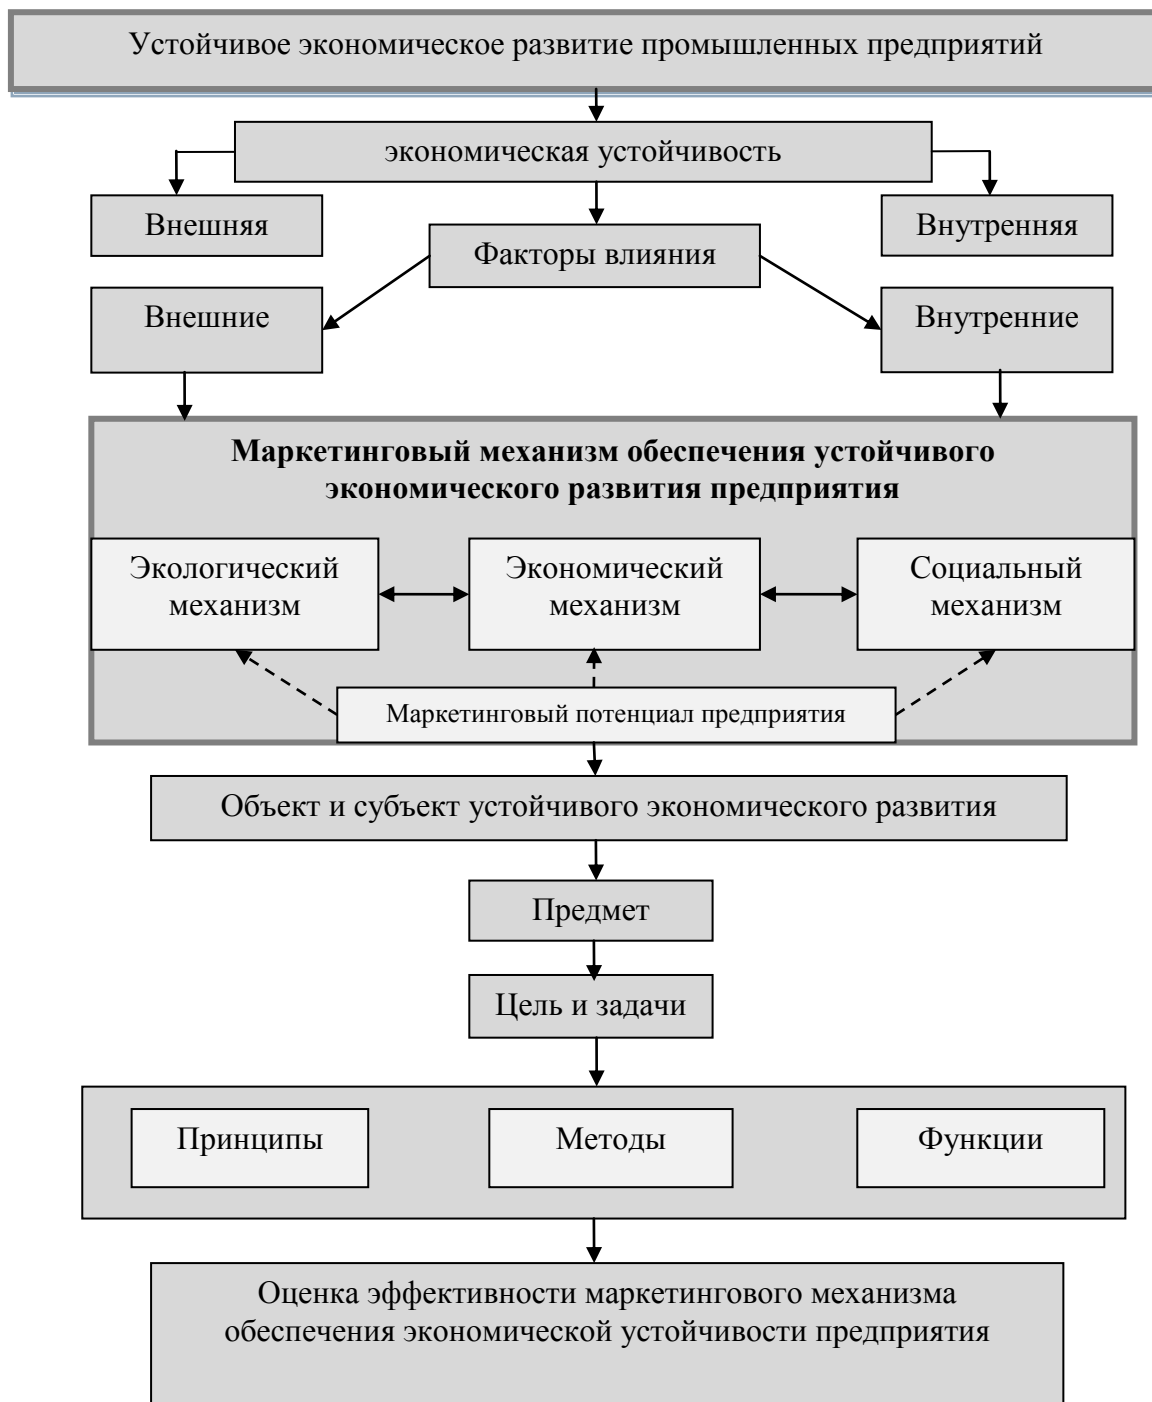 Устойчивое экономическое развитие промышленных предприятий
экономическая устойчивость
Внешняя
Внутренняя
Факторы влияния
Внешние
Внутренние
Маркетинговый механизм обеспечения устойчивого
экономического развития предприятия
Экологический
механизм
Экономический
механизм
Социальный
механизм
Маркетинговый потенциал предприятия
Объект и субъект устойчивого экономического развития
Предмет
Цель и задачи
Принципы
Методы
Функции
Оценка эффективности маркетингового механизма
обеспечения экономической устойчивости предприятия